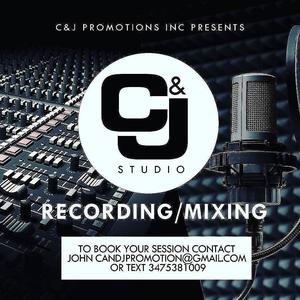 C&J PROMOTIONS INC PRESENTS
C&J
STUDIO
RECORDING/MIXING
TO BOOK YOUR SESSION CONTACT
JOHN CANDJPROMOTION@GMAIL.COM
OR TEXT 3475381009